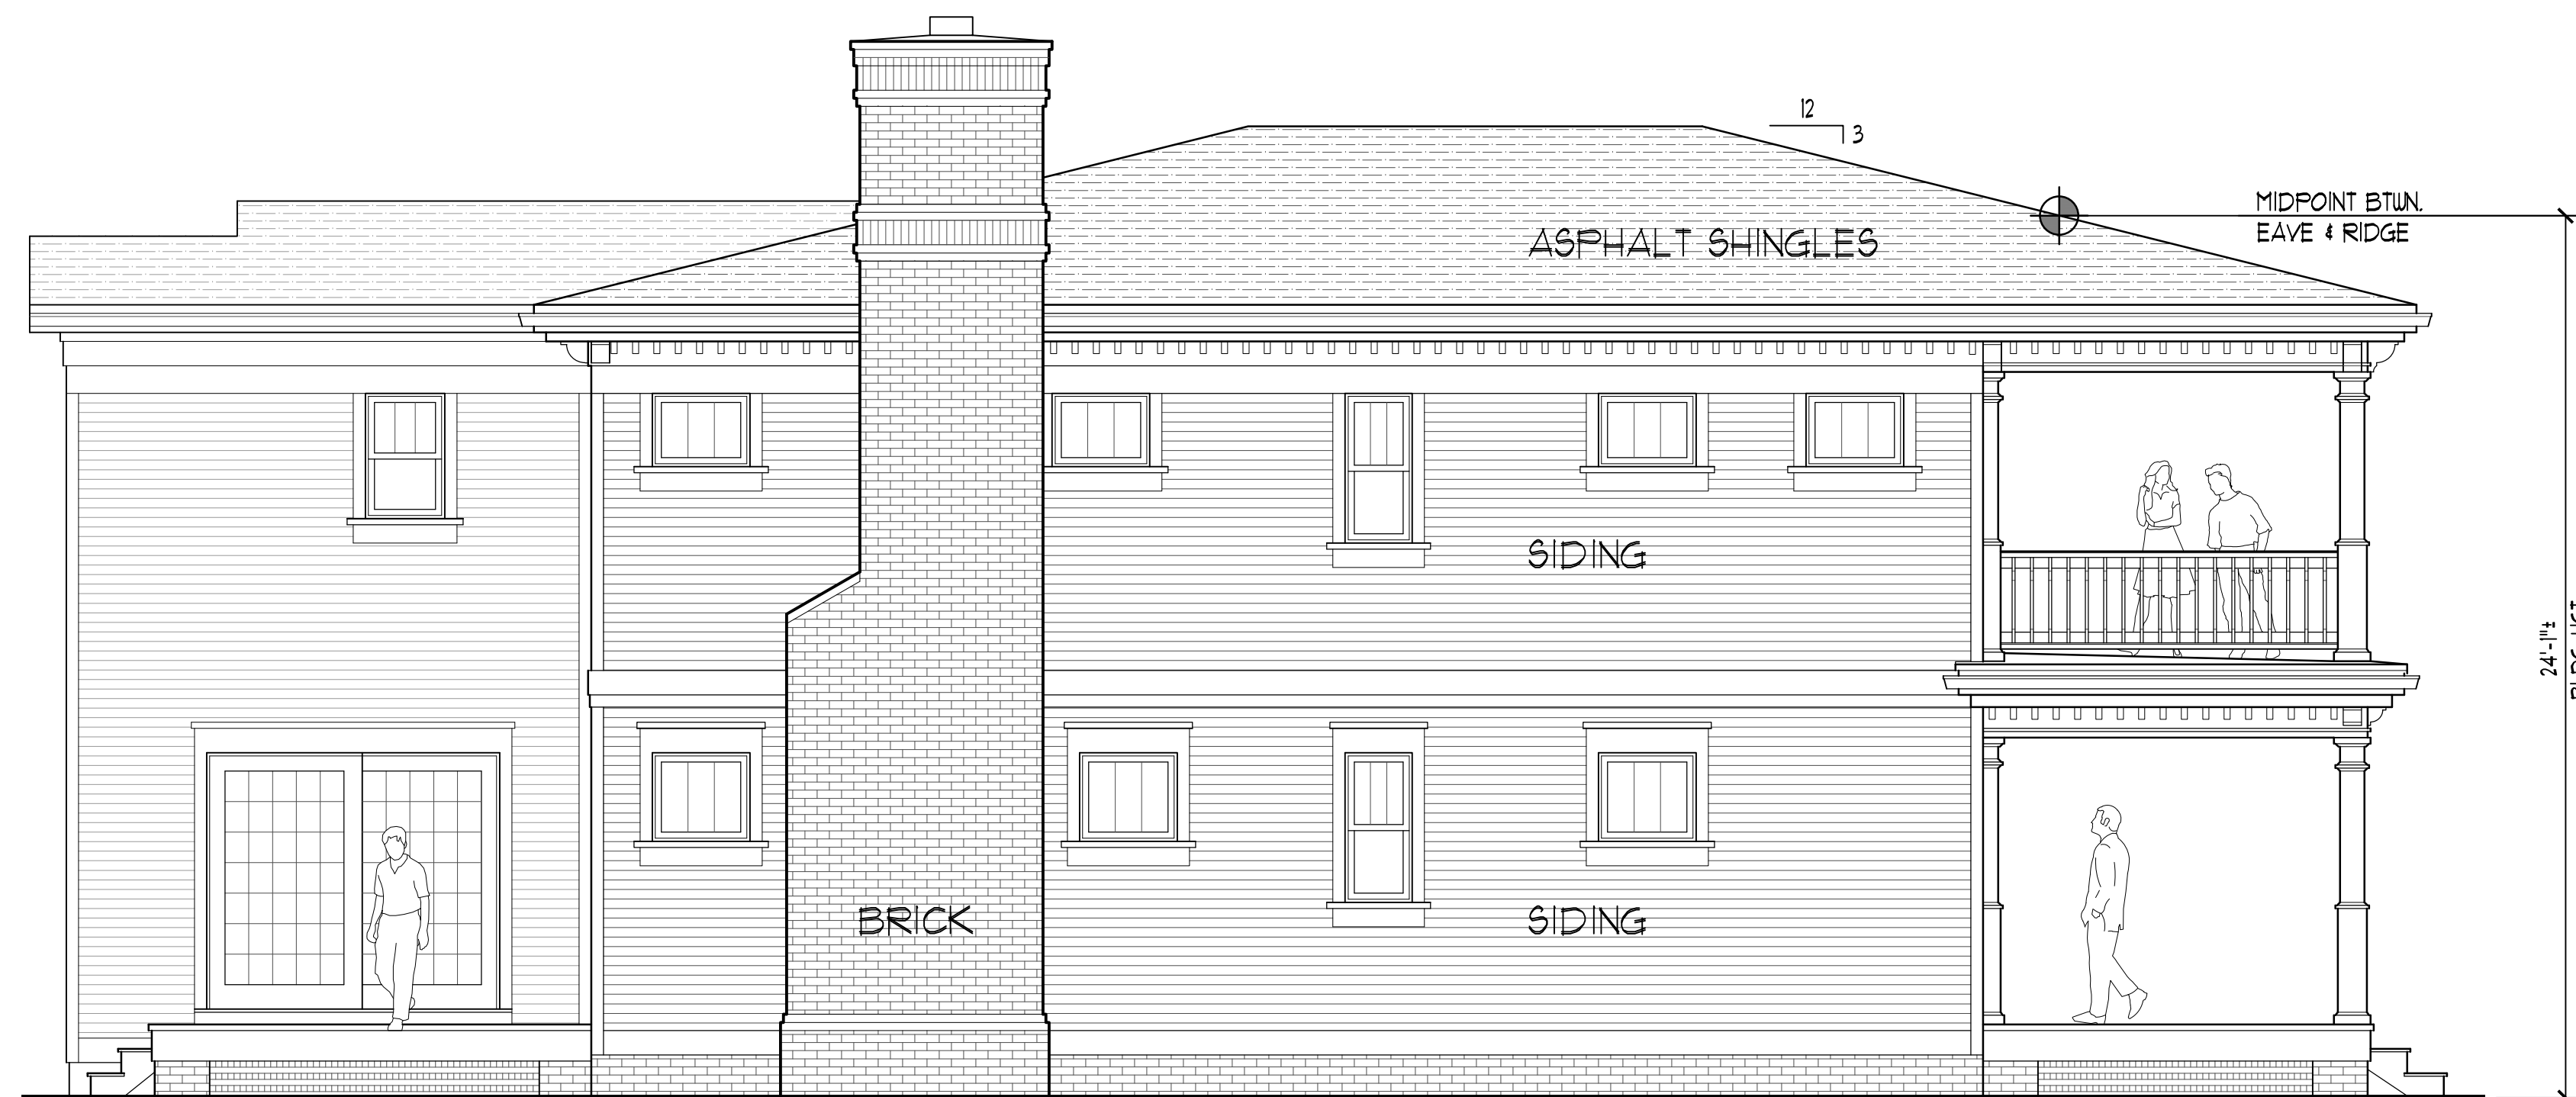 12
3
MIDPOINT BTWN.
EAVE & RIDGE
ASPHALT SHINGLES
SIDING
24'-1"±
BRICK
SIDING